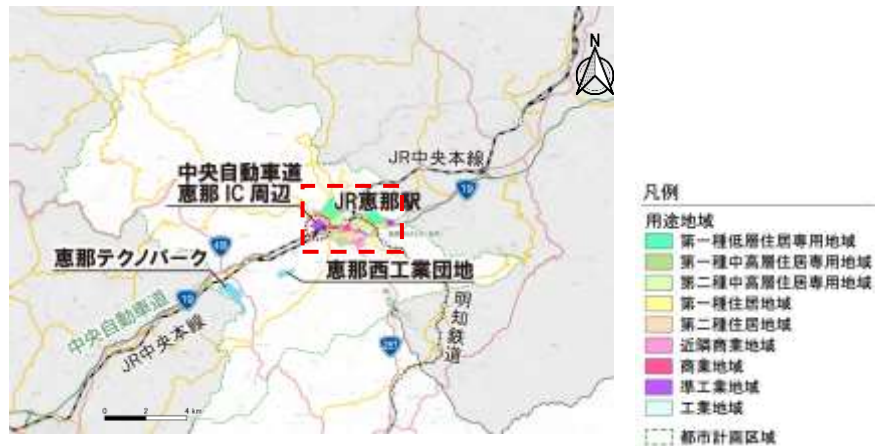 N
JR中央本線
19
中央自動車道
恵那IC周辺
JR恵那駅
恵那テクノパーク
恵那西工業団地
19
中央自動車道
JR中央本線
明知鉄道
0 2 4 km
凡例
用途地域
第一種低層住居専用地域
第一種中高層住居専用地域
第二種中高層住居専用地域
第一種住居地域
第二種住居地域
近隣商業地域
商業地域
準工業地域
工業地域
都市計画区域